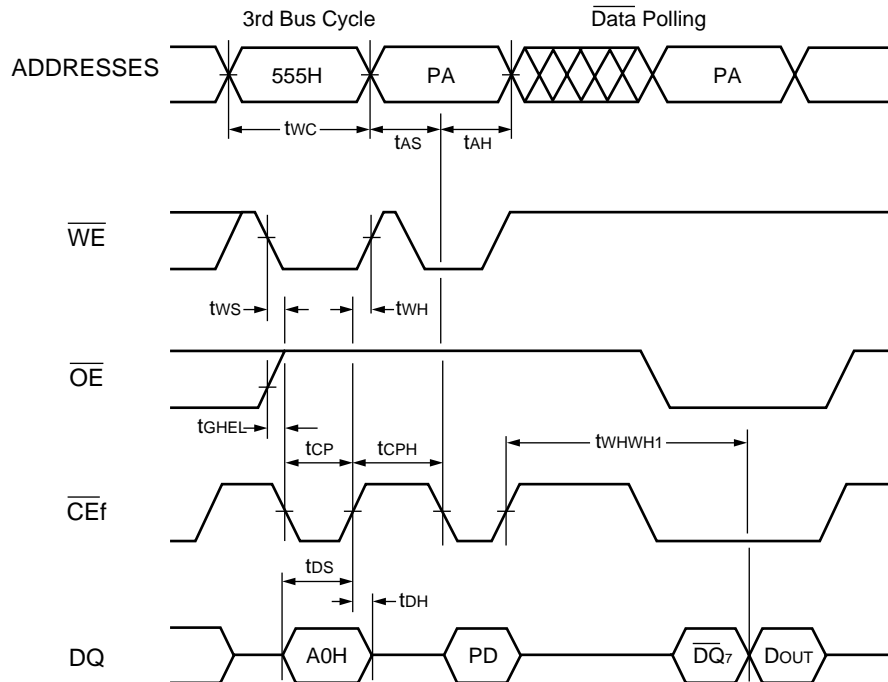 3rd Bus Cycle
Data Polling
ADDRESSES
555H
PA
PA
tWC
tAS
tAH
WE
tWS
tWH
OE
tGHEL
tCP
tCPH
tWHWH1
CEf
tDS
tDH
DQ
A0H
PD
DQ7
DOUT